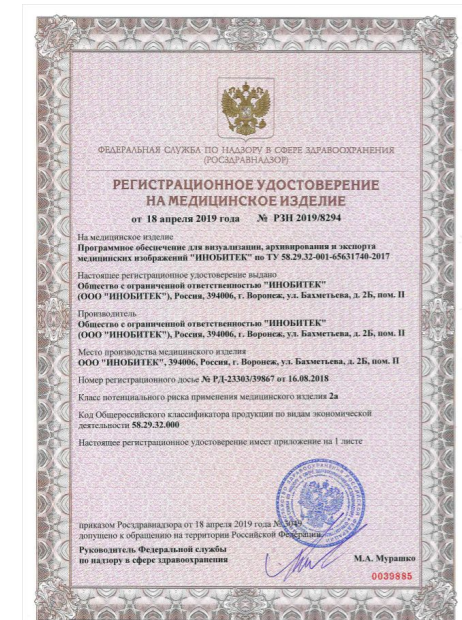 ФЕДЕРАЛЬНАЯ СЛУЖБА ПО НАДЗОРУ В СФЕРЕ ЗДРАВООХРАНЕНИЯ
(РОСЗДРАВНАДЗОР)
РЕГИСТРАЦИОННОЕ УДОСТОВЕРЕНИЕ
НА МЕДИЦИНСКОЕ ИЗДЕЛИЕ
от 18 апреля 2019 года № РЗН 2019/8294
На медицинское изделие
Программное обеспечение для визуализации, архивирования и экспорта
медицинских изображений "ИНОБИТЕК" по ТУ 58.29.32-001-65631740-2017
Настоящее регистрационное удостоверение выдано
Общество с ограниченной ответственностью "ИНОБИТЕК"
(ООО "ИНОБИТЕК"), Россия, 394006, г. Воронеж, ул. Бахметьева, д. 2Б, пом. II
Производитель
Общество с ограниченной ответственностью "ИНОБИТЕК"
(ООО "ИНОБИТЕК"), Россия, 394006, г. Воронеж, ул. Бахметьева, д. 2Б, пом. II
Место производства медицинского изделия
ООО "ИНОБИТЕК", 394006, Россия, г. Воронеж, ул. Бахметьева, д. 2Б, пом. II
Номер регистрационного досье № РД-23303/39867 от 16.08.2018
Класс потенциального риска применения медицинского изделия 2а
Код Общероссийского классификатора продукции по видам экономической
деятельности 58.29.32.000
Настоящее регистрационное удостоверение имеет приложение на 1 листе
приказом Росздравнадзора от 18 апреля 2019 года № 3049
допущено к обращению на территории Российской Федерации.
Руководитель Федеральной службы
по надзору в сфере здравоохранения
М.А. Мурашко
0039885